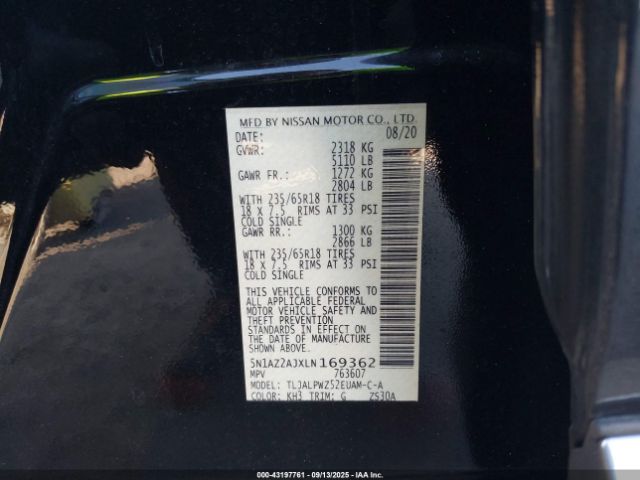 MFD BY NISSAN MOTOR CO., LTD.
DATE: 08/20
GVWR: 2318 KG
5110 LB
GAWR FR.: 1272 KG
2804 LB
WITH 235/65R18 TIRES
18 X 7.5 RIMS AT 33 PSI
COLD SINGLE
GAWR RR.: 1300 KG
2866 LB
WITH 235/65R18 TIRES
18 X 7.5 RIMS AT 33 PSI
COLD SINGLE
THIS VEHICLE CONFORMS TO
ALL APPLICABLE FEDERAL
MOTOR VEHICLE SAFETY AND
THEFT PREVENTION
STANDARDS IN EFFECT ON
THE DATE OF MANUFACTURE
SHOWN ABOVE.
5N1AZ2AJXLN169362
MPV 763607
MODEL: TLJALPWZ52EUAM-C-A
COLOR: KH3 TRIM: G ZS30A
000-43197761 - 09/13/2025 - IAA, Inc.